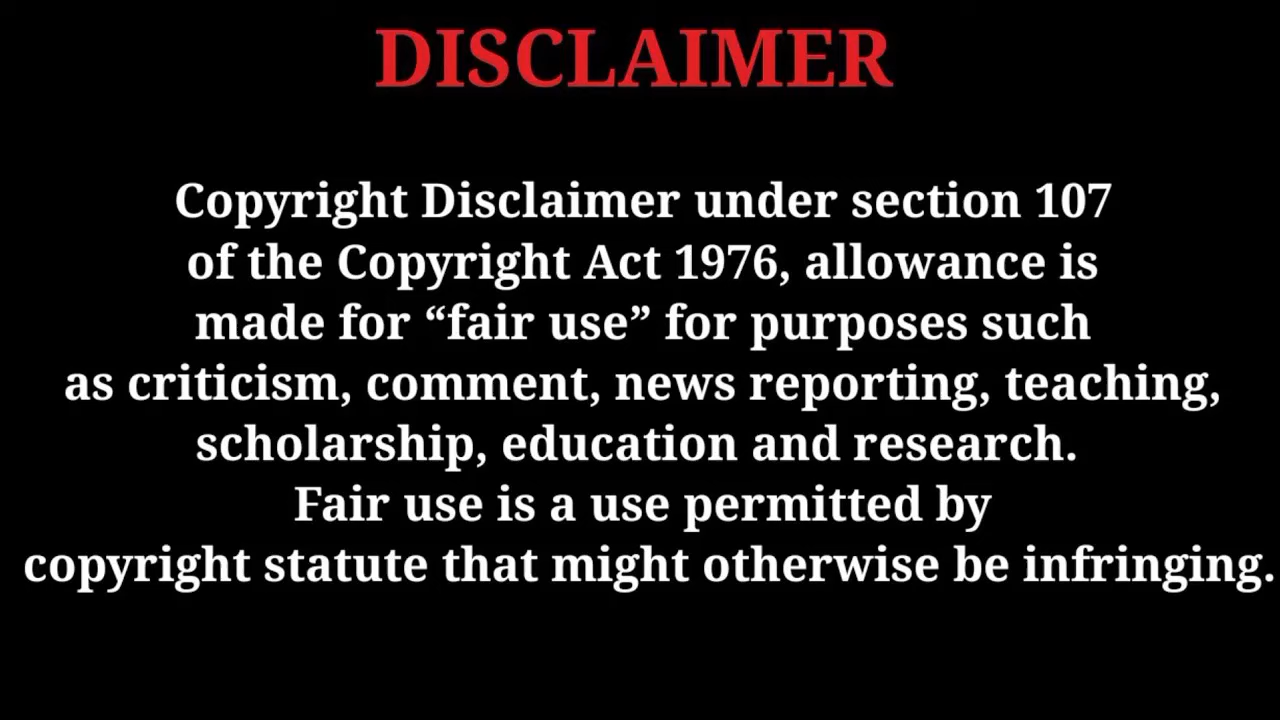 DISCLAIMER
Copyright Disclaimer under section 107
of the Copyright Act 1976, allowance is
made for “fair use” for purposes such
as criticism, comment, news reporting, teaching,
scholarship, education and research.
Fair use is a use permitted by
copyright statute that might otherwise be infringing.